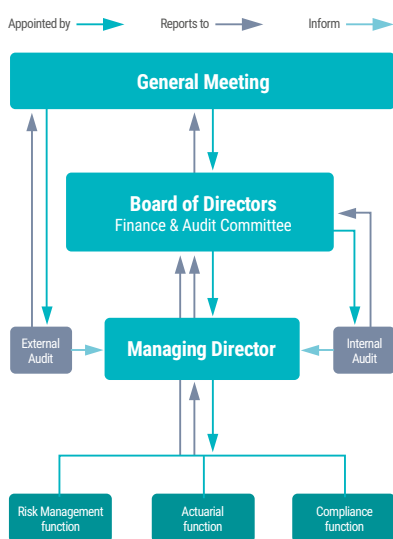 Appointed by
Reports to
Inform
General Meeting
Board of Directors
Finance & Audit Committee
External
Audit
Managing Director
Internal
Audit
Risk Management
function
Actuarial
function
Compliance
function